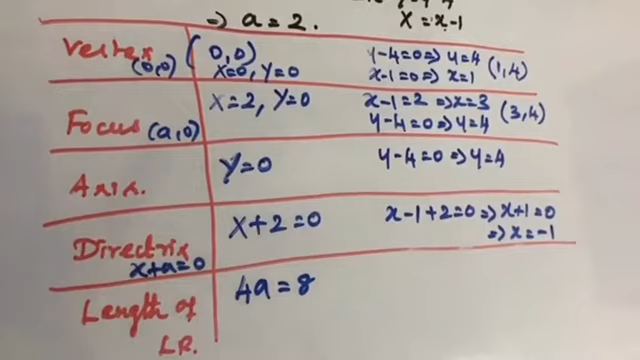 =) a = 2.
X = x-1
Vertex (0,0)
(0,0)
X=0, Y=0
y-4=0 => y=4
x-1=0 => x=1 (1,4)
Focus (a,0)
X=2, Y=0
x-1=2 => x=3
y-4=0 => y=4 (3,4)
Axis.
Y=0
y-4=0 => y=4
Directrix
x+a=0
X+2=0
x-1+2=0 => x+1=0
=> x=-1
Length of
LR.
4a=8